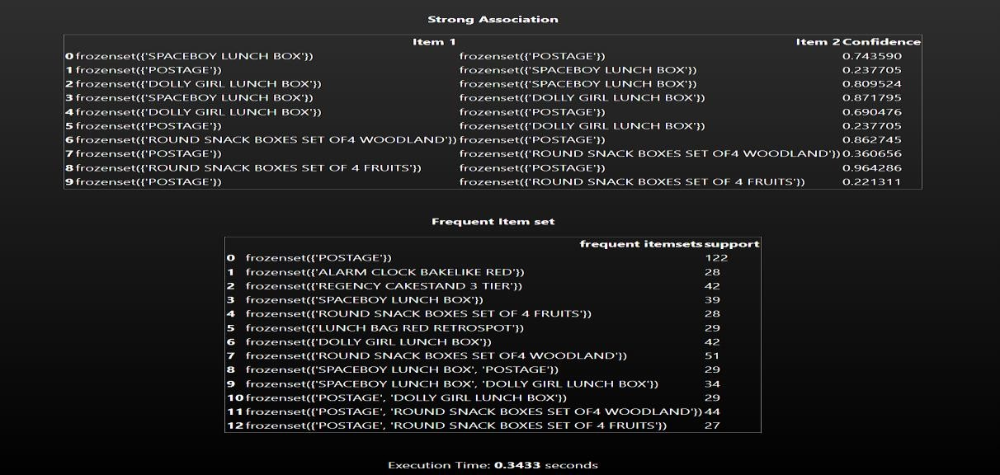 Strong Association
Item 1 Item 2 Confidence
0 frozenset({'SPACEBOY LUNCH BOX'}) frozenset({'POSTAGE'}) 0.743590
1 frozenset({'POSTAGE'}) frozenset({'SPACEBOY LUNCH BOX'}) 0.237705
2 frozenset({'DOLLY GIRL LUNCH BOX'}) frozenset({'SPACEBOY LUNCH BOX'}) 0.809524
3 frozenset({'SPACEBOY LUNCH BOX'}) frozenset({'DOLLY GIRL LUNCH BOX'}) 0.871795
4 frozenset({'DOLLY GIRL LUNCH BOX'}) frozenset({'POSTAGE'}) 0.690476
5 frozenset({'POSTAGE'}) frozenset({'DOLLY GIRL LUNCH BOX'}) 0.237705
6 frozenset({'ROUND SNACK BOXES SET OF4 WOODLAND'}) frozenset({'POSTAGE'}) 0.862745
7 frozenset({'POSTAGE'}) frozenset({'ROUND SNACK BOXES SET OF4 WOODLAND'}) 0.360656
8 frozenset({'ROUND SNACK BOXES SET OF 4 FRUITS'}) frozenset({'POSTAGE'}) 0.964286
9 frozenset({'POSTAGE'}) frozenset({'ROUND SNACK BOXES SET OF 4 FRUITS'}) 0.221311
Frequent Item set
frequent itemsets support
0 frozenset({'POSTAGE'}) 122
1 frozenset({'ALARM CLOCK BAKELIKE RED'}) 28
2 frozenset({'REGENCY CAKESTAND 3 TIER'}) 42
3 frozenset({'SPACEBOY LUNCH BOX'}) 39
4 frozenset({'ROUND SNACK BOXES SET OF 4 FRUITS'}) 28
5 frozenset({'LUNCH BAG RED RETROSPOT'}) 29
6 frozenset({'DOLLY GIRL LUNCH BOX'}) 42
7 frozenset({'ROUND SNACK BOXES SET OF4 WOODLAND'}) 51
8 frozenset({'SPACEBOY LUNCH BOX', 'POSTAGE'}) 29
9 frozenset({'SPACEBOY LUNCH BOX', 'DOLLY GIRL LUNCH BOX'}) 34
10 frozenset({'POSTAGE', 'DOLLY GIRL LUNCH BOX'}) 29
11 frozenset({'POSTAGE', 'ROUND SNACK BOXES SET OF4 WOODLAND'}) 44
12 frozenset({'POSTAGE', 'ROUND SNACK BOXES SET OF 4 FRUITS'}) 27
Execution Time: 0.3433 seconds